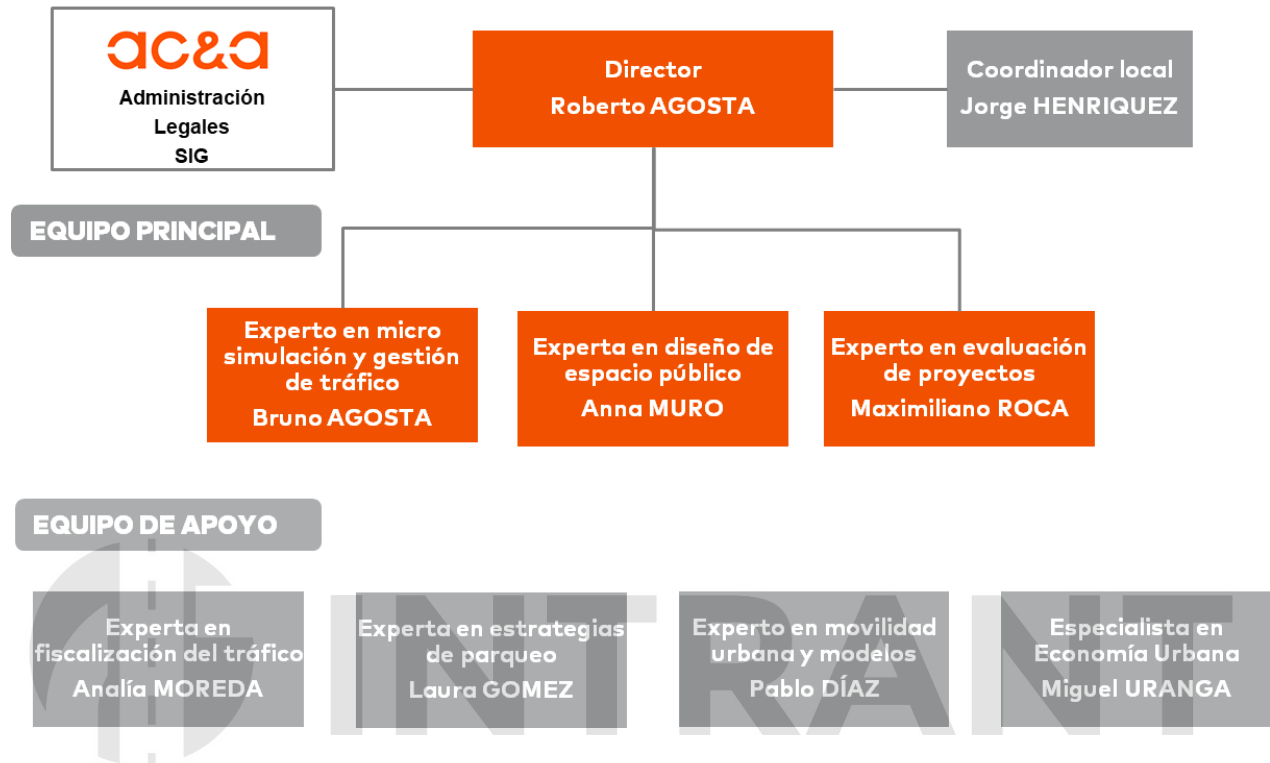 ac&a
Administración
Legales
SIG
Director
Roberto AGOSTA
Coordinador local
Jorge HENRIQUEZ
EQUIPO PRINCIPAL
Experto en micro
simulación y gestión
de tráfico
Bruno AGOSTA
Experta en diseño de
espacio público
Anna MURO
Experto en evaluación
de proyectos
Maximiliano ROCA
EQUIPO DE APOYO
Experta en
fiscalización del tráfico
Analía MOREDA
Experta en estrategias
de parqueo
Laura GOMEZ
Experto en movilidad
urbana y modelos
Pablo DÍAZ
Especialista en
Economía Urbana
Miguel URANGA
INTRANT